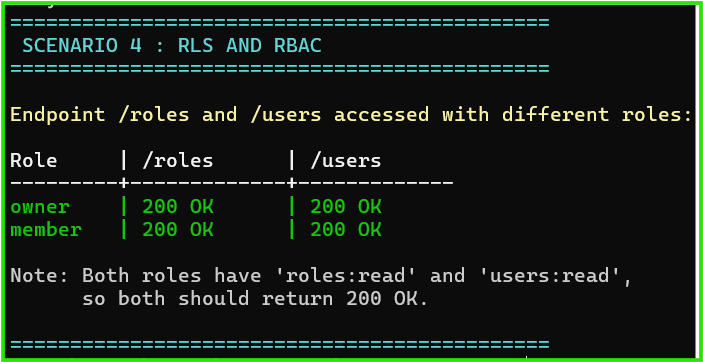 =============================================
SCENARIO 4 : RLS AND RBAC
=============================================
Endpoint /roles and /users accessed with different roles:
Role     | /roles      | /users
---------+-------------+-------------
owner    | 200 OK      | 200 OK
member   | 200 OK      | 200 OK
Note: Both roles have 'roles:read' and 'users:read',
      so both should return 200 OK.
=============================================